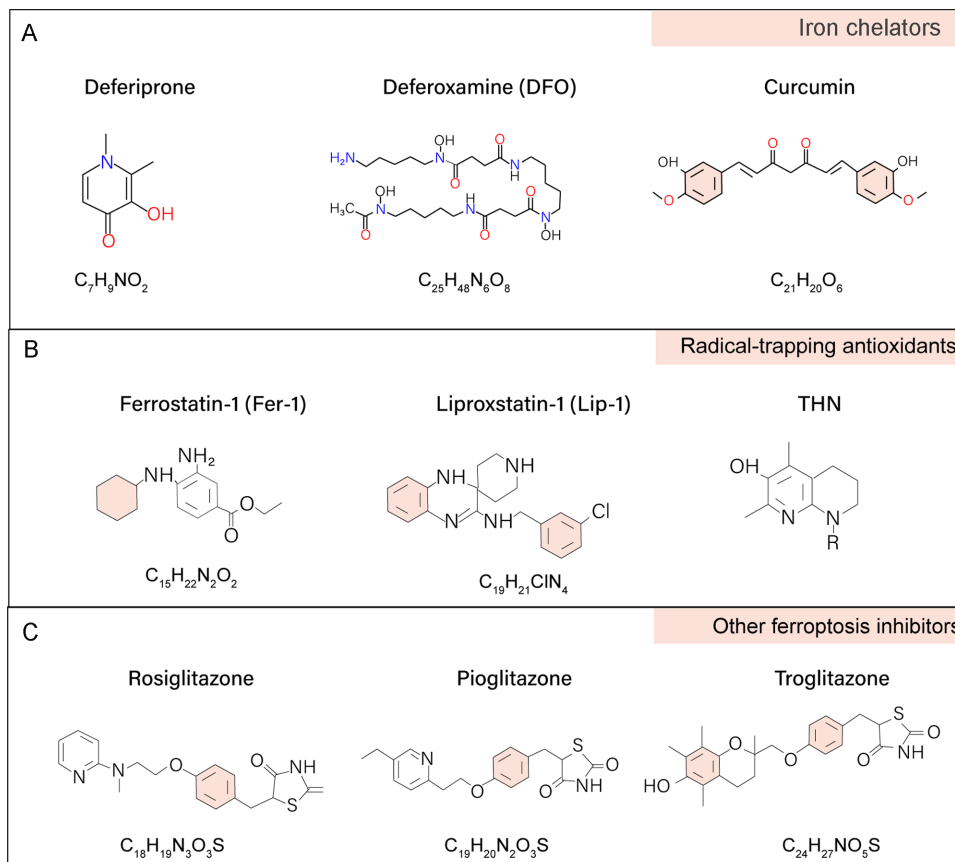 A
Iron chelators
Deferiprone
Deferoxamine (DFO)
Curcumin
N
OH
O
C₇H₉NO₂
H₂N
OH
N
O
O
N
H
OH
H₃C
N
O
H
N
O
O
N
OH
C₂₅H₄₈N₆O₈
OH
O
O
O
OH
O
C₂₁H₂₀O₆
B
Radical-trapping antioxidants
Ferrostatin-1 (Fer-1)
Liproxstatin-1 (Lip-1)
THN
NH₂
NH
O
O
C₁₅H₂₂N₂O₂
NH
NH
N
NH
Cl
C₁₉H₂₁ClN₄
OH
N
N
R
C
Other ferroptosis inhibitors
Rosiglitazone
Pioglitazone
Troglitazone
N
N
O
O
NH
S
C₁₈H₁₉N₃O₃S
N
O
S
O
O
NH
C₁₉H₂₀N₂O₃S
O
HO
O
S
O
O
NH
C₂₄H₂₇NO₅S